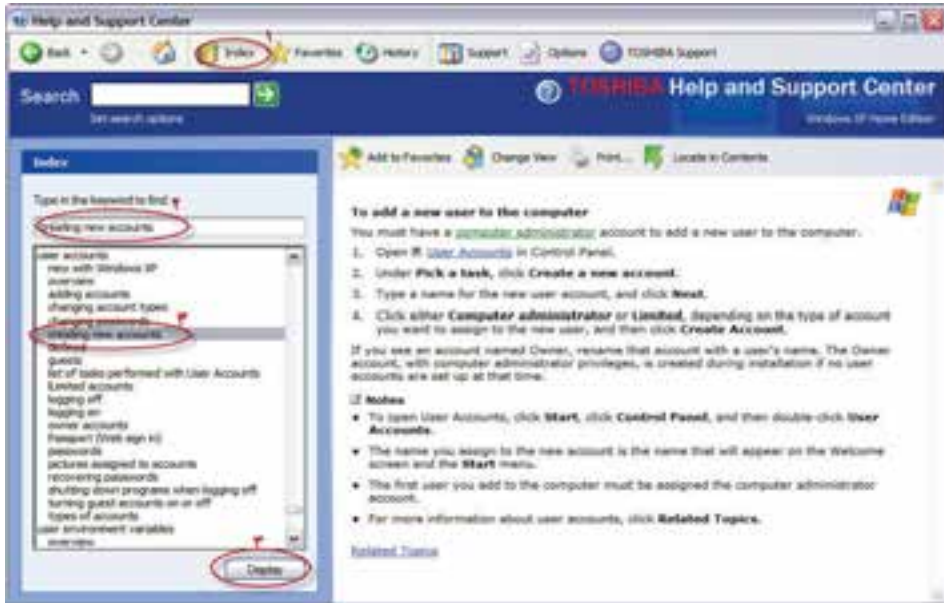 Help and Support Center
Back Index Favorites History Support Options TOSHIBA Support
۱
Search
Set search options
TOSHIBA Help and Support Center
Windows XP Home Edition
Index
Type in the keyword to find: ۲
creating new accounts
user accounts
new with Windows XP
overview
adding accounts
changing account types
changing passwords
۳
creating new accounts
guests
list of tasks performed with User Accounts
limited accounts
logging off
logging on
owner accounts
Passport (Web sign in)
passwords
pictures assigned to accounts
recovering passwords
shutting down programs when logging off
turning guest accounts on or off
types of accounts
user environment variables
overview
Display
Add to Favorites Change View Print... Locate in Contents
To add a new user to the computer
You must have a computer administrator account to add a new user to the computer.
1. Open User Accounts in Control Panel.
2. Under Pick a task, click Create a new account.
3. Type a name for the new user account, and click Next.
4. Click either Computer administrator or Limited, depending on the type of account
you want to assign to the new user, and then click Create Account.
If you see an account named Owner, rename that account with a user's name. The Owner
account, with computer administrator privileges, is created during installation if no user
accounts are set up at that time.
Notes
• To open User Accounts, click Start, click Control Panel, and then double-click User
Accounts.
• The name you assign to the new account is the name that will appear on the Welcome
screen and the Start menu.
• The first user you add to the computer must be assigned the computer administrator
account.
• For more information about user accounts, click Related Topics.
Related Topics